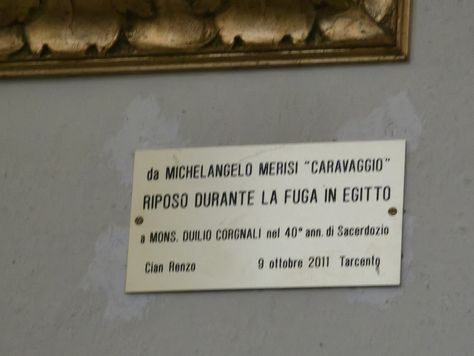 da MICHELANGELO MERISI "CARAVAGGIO"
RIPOSO DURANTE LA FUGA IN EGITTO
a MONS. DUILIO CORGNALI nel 40° ann. di Sacerdozio
Cian Renzo 9 ottobre 2011 Tarcento